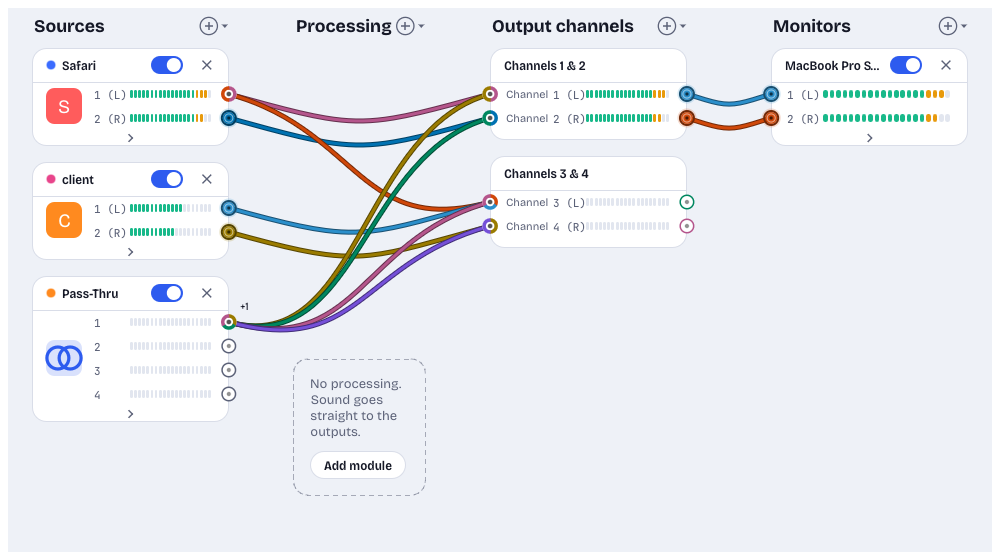 Sources
Processing
Output channels
Monitors
Safari
S
1 (L)
2 (R)
client
C
1 (L)
2 (R)
Pass-Thru
+1
1
2
3
4
No processing.
Sound goes
straight to the
outputs.
Add module
Channels 1 & 2
Channel 1 (L)
Channel 2 (R)
Channels 3 & 4
Channel 3 (L)
Channel 4 (R)
MacBook Pro S...
1 (L)
2 (R)